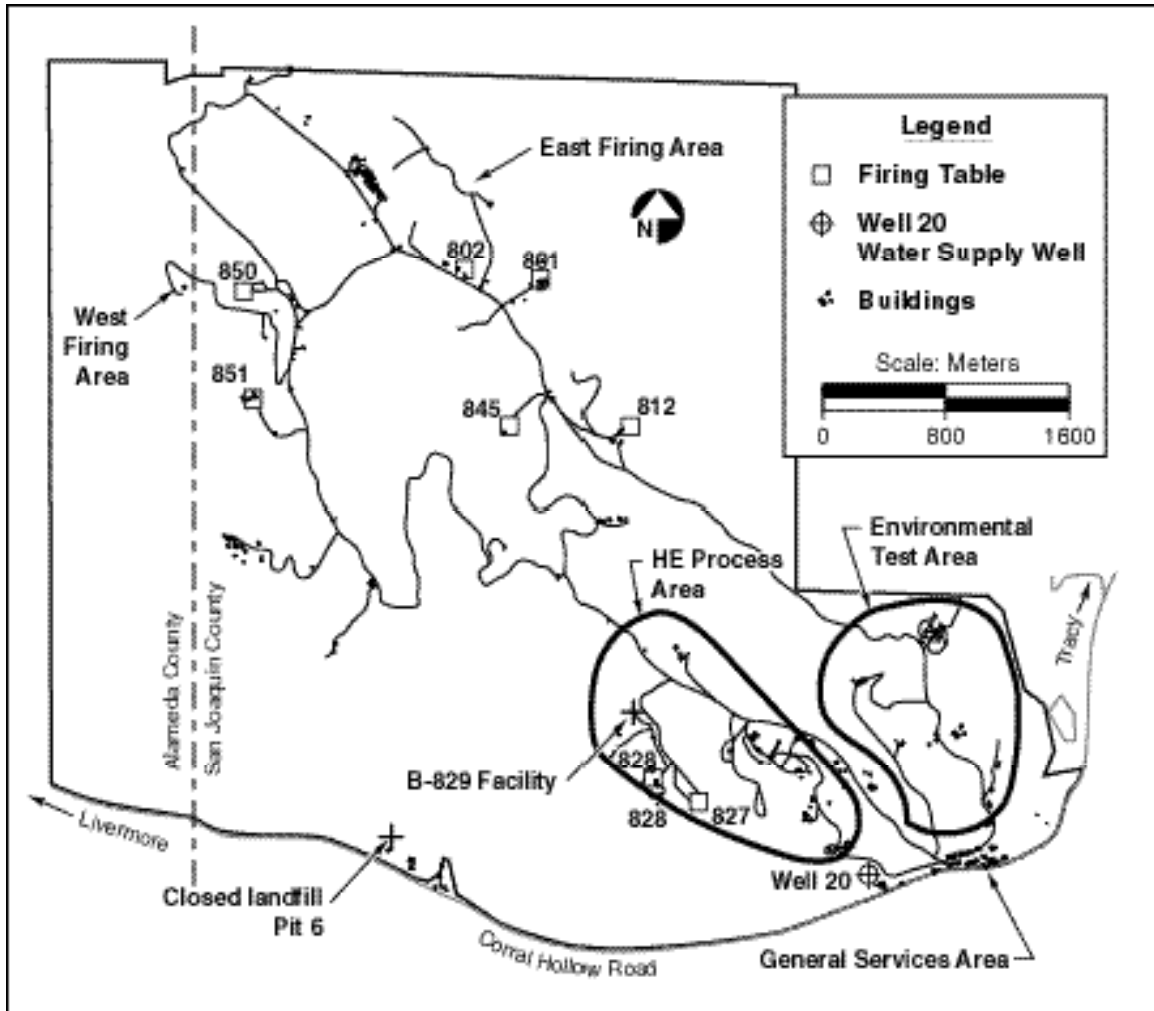 Legend
Firing Table
Well 20
Water Supply Well
Buildings
Scale: Meters
0 800 1600
East Firing Area
N
802
801
850
West
Firing
Area
851
845
812
Environmental
Test Area
HE Process
Area
Alameda County
San Joaquin County
Tracy
B-829 Facility
828
828
827
Livermore
Closed landfill
Pit 6
Well 20
Corral Hollow Road
General Services Area